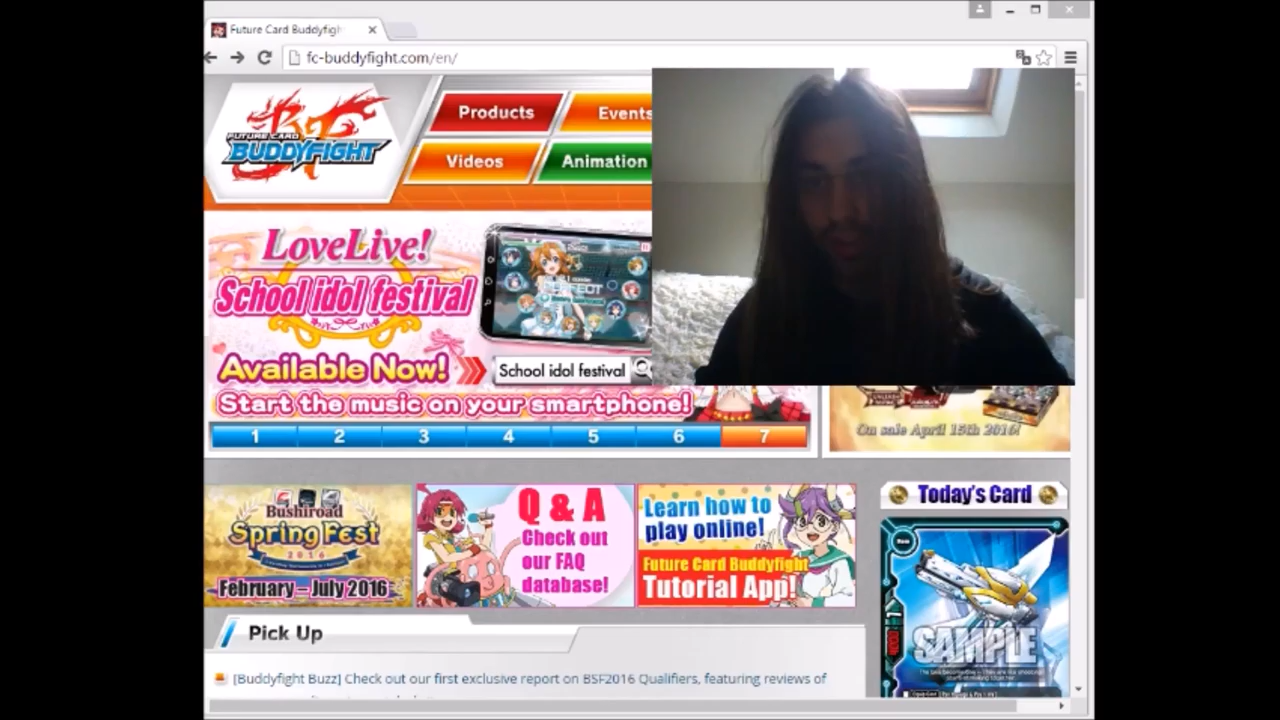 Future Card Buddyfigh
fc-buddyfight.com/en/
FUTURE CARD
BUDDYFIGHT
Products
Events
Videos
Animation
LoveLive!
School idol festival
Available Now!
School idol festival
Start the music on your smartphone!
1 2 3 4 5 6 7
On sale April 15th 2016!
Bushiroad
Spring Fest
2016
February – July 2016
Q & A
Check out
our FAQ
database!
Learn how to
play online!
Future Card Buddyfight
Tutorial App!
Today's Card
SAMPLE
Pick Up
[Buddyfight Buzz] Check out our first exclusive report on BSF2016 Qualifiers, featuring reviews of